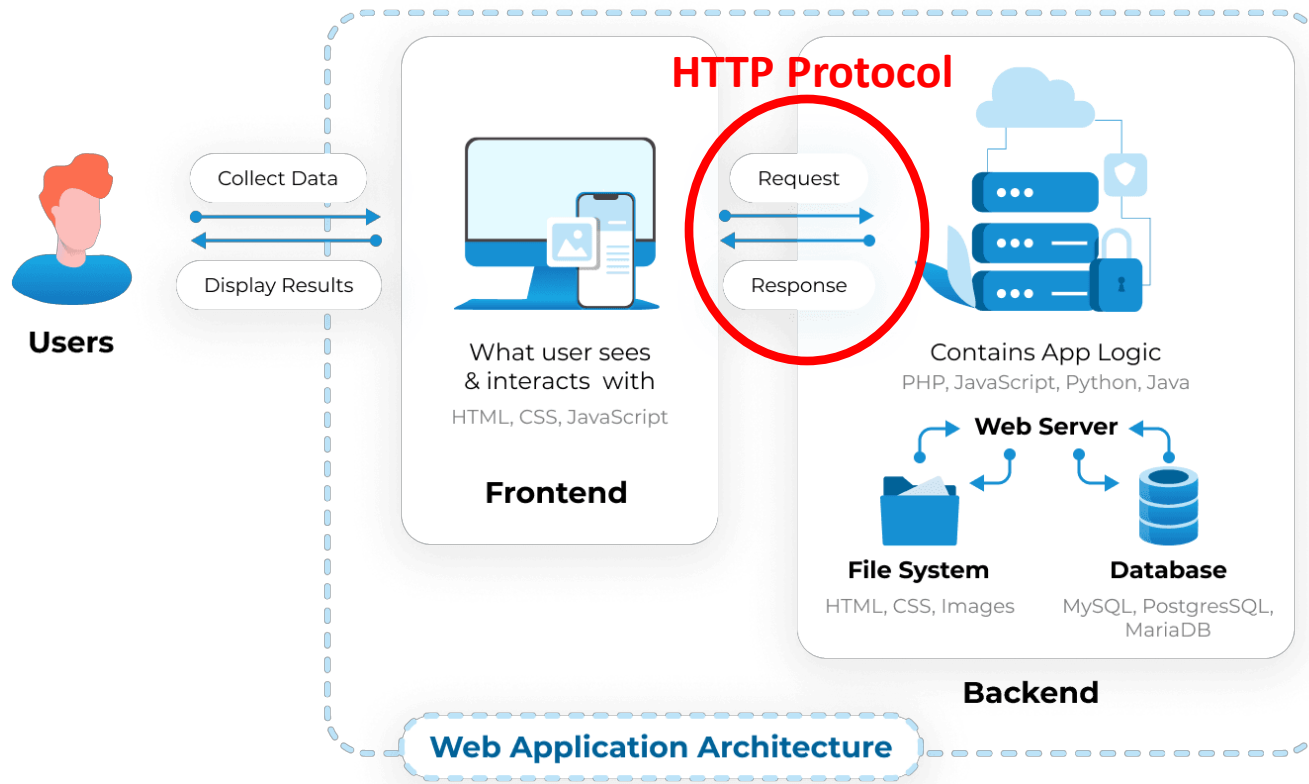 HTTP Protocol
Collect Data
Display Results
Users
What user sees
& interacts with
HTML, CSS, JavaScript
Frontend
Request
Response
Contains App Logic
PHP, JavaScript, Python, Java
Web Server
File System
HTML, CSS, Images
Database
MySQL, PostgresSQL,
MariaDB
Backend
Web Application Architecture